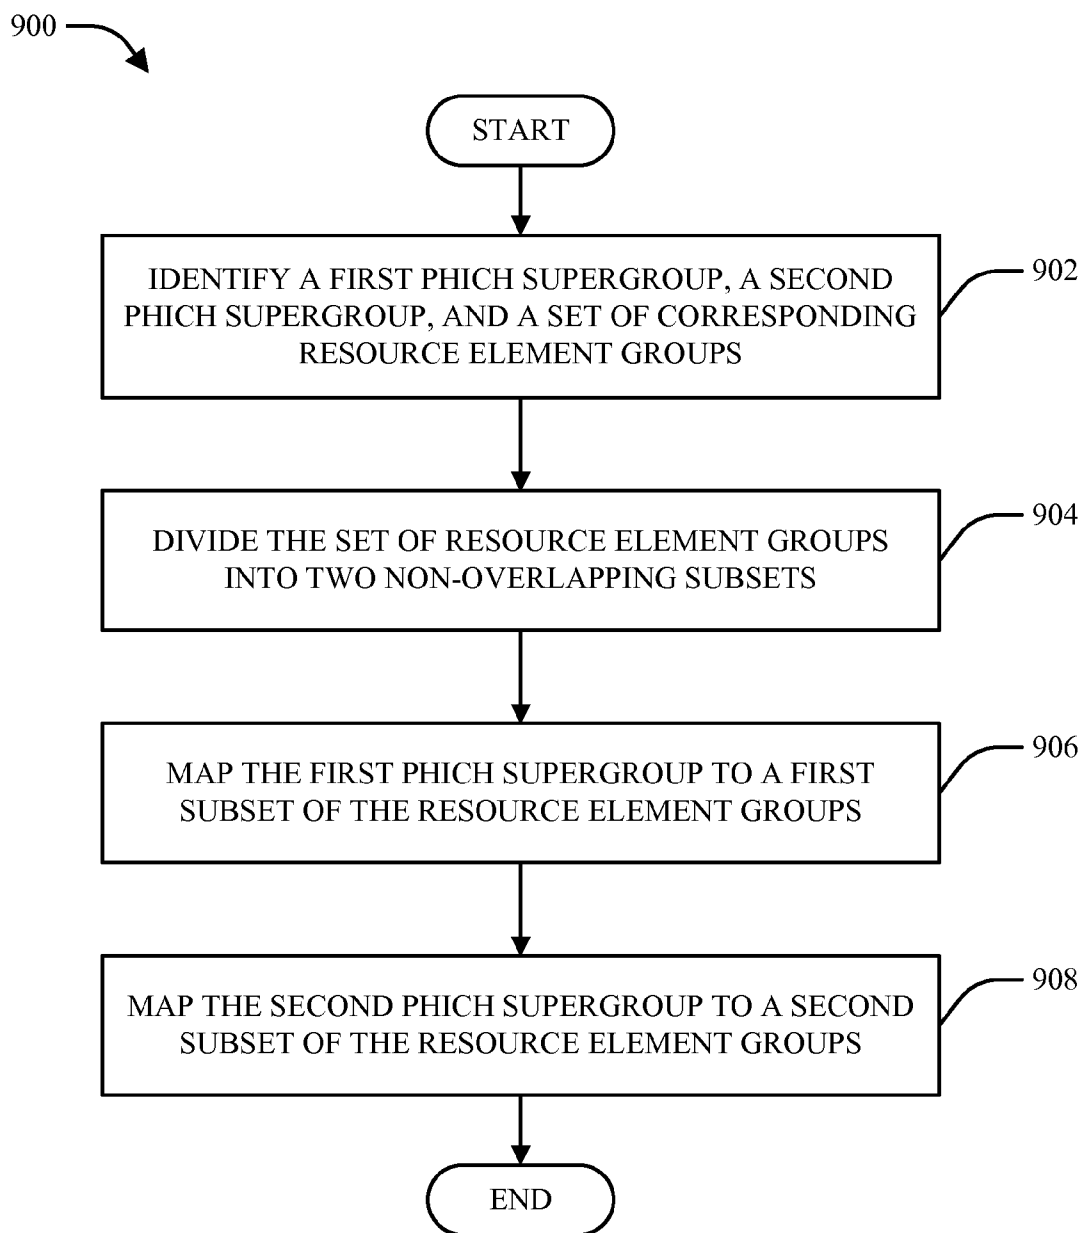 900
START
IDENTIFY A FIRST PHICH SUPERGROUP, A SECOND
PHICH SUPERGROUP, AND A SET OF CORRESPONDING
RESOURCE ELEMENT GROUPS
902
DIVIDE THE SET OF RESOURCE ELEMENT GROUPS
INTO TWO NON-OVERLAPPING SUBSETS
904
MAP THE FIRST PHICH SUPERGROUP TO A FIRST
SUBSET OF THE RESOURCE ELEMENT GROUPS
906
MAP THE SECOND PHICH SUPERGROUP TO A SECOND
SUBSET OF THE RESOURCE ELEMENT GROUPS
908
END